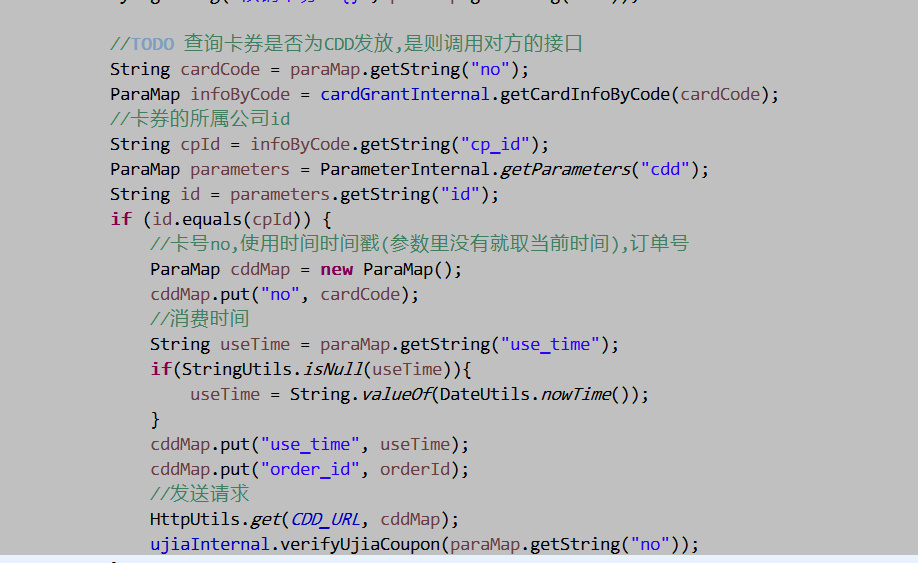 //TODO 查询卡券是否为CDD发放,是则调用对方的接口
String cardCode = paraMap.getString("no");
ParaMap infoByCode = cardGrantInternal.getCardInfoByCode(cardCode);
//卡券的所属公司id
String cpId = infoByCode.getString("cp_id");
ParaMap parameters = ParameterInternal.getParameters("cdd");
String id = parameters.getString("id");
if (id.equals(cpId)) {
//卡号no,使用时间时间戳(参数里没有就取当前时间),订单号
ParaMap cddMap = new ParaMap();
cddMap.put("no", cardCode);
//消费时间
String useTime = paraMap.getString("use_time");
if(StringUtils.isNull(useTime)){
useTime = String.valueOf(DateUtils.nowTime());
}
cddMap.put("use_time", useTime);
cddMap.put("order_id", orderId);
//发送请求
HttpUtils.get(CDD_URL, cddMap);
ujiaInternal.verifyUjiaCoupon(paraMap.getString("no"));